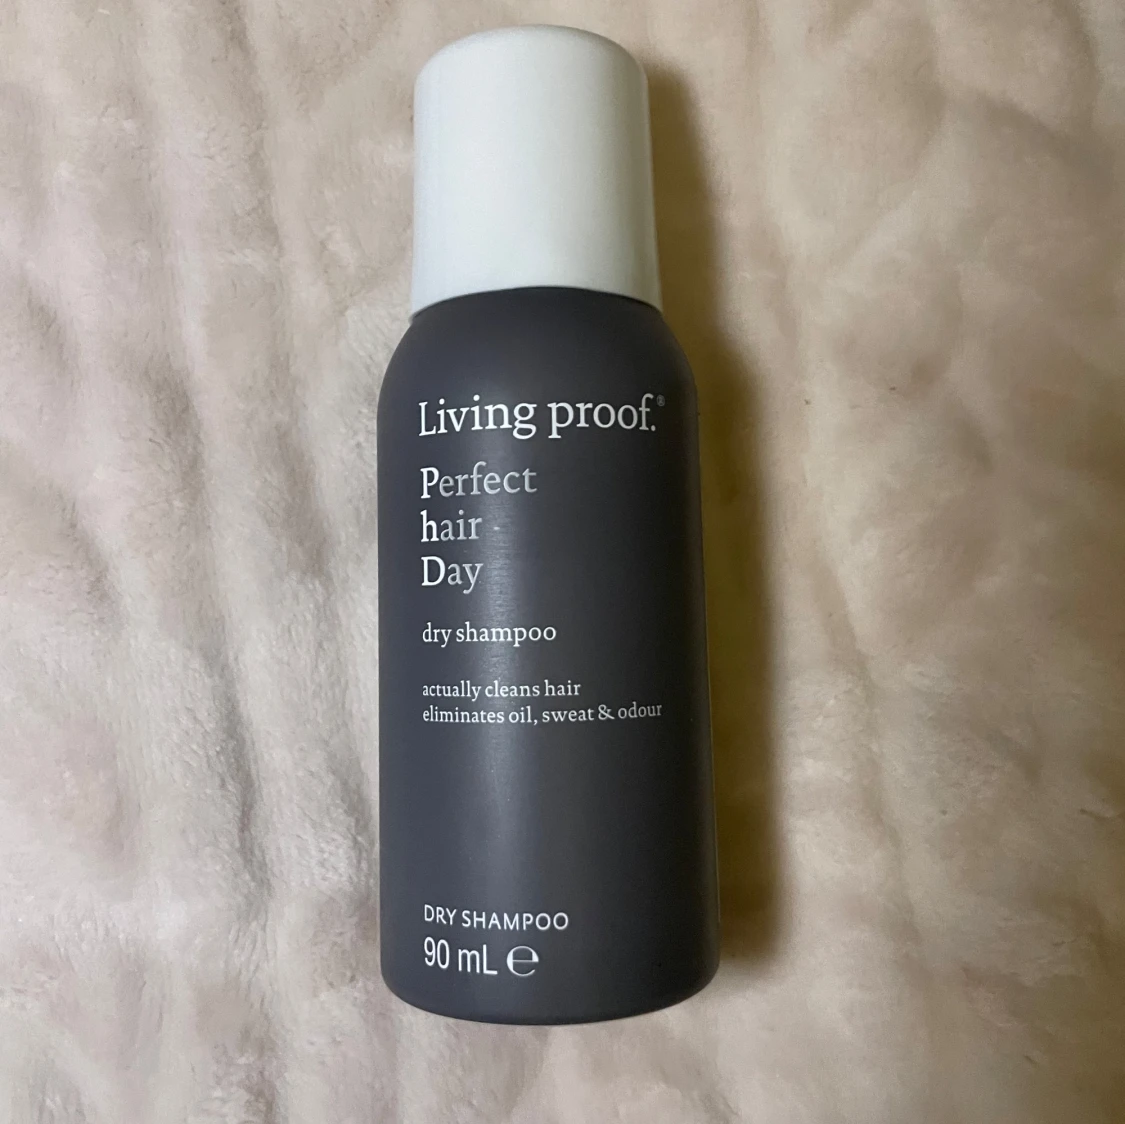 Living proof.®
Perfect
hair
Day
dry shampoo
actually cleans hair
eliminates oil, sweat & odour
DRY SHAMPOO
90 mL ℮